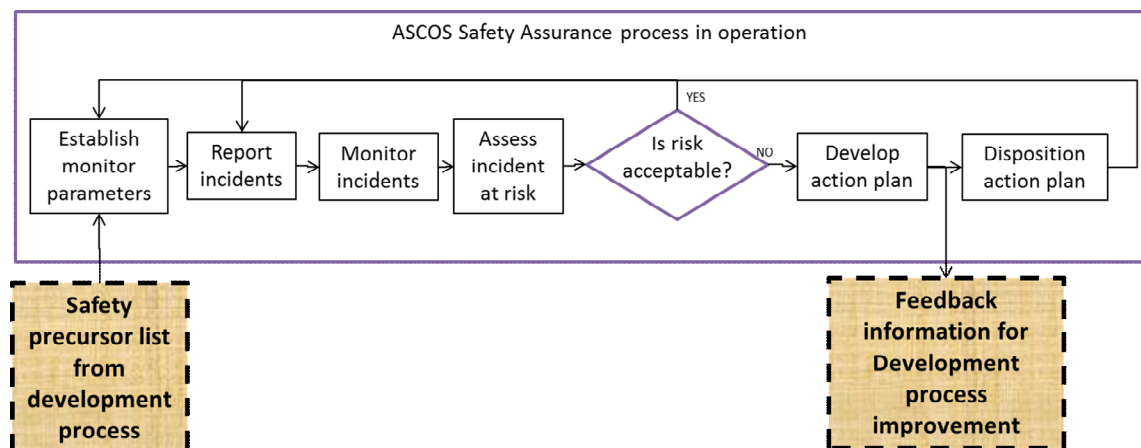 ASCOS Safety Assurance process in operation
YES
Establish
monitor
parameters
Report
incidents
Monitor
incidents
Assess
incident
at risk
Is risk
acceptable?
NO
Develop
action plan
Disposition
action plan
Safety
precursor list
from
development
process
Feedback
information for
Development
process
improvement